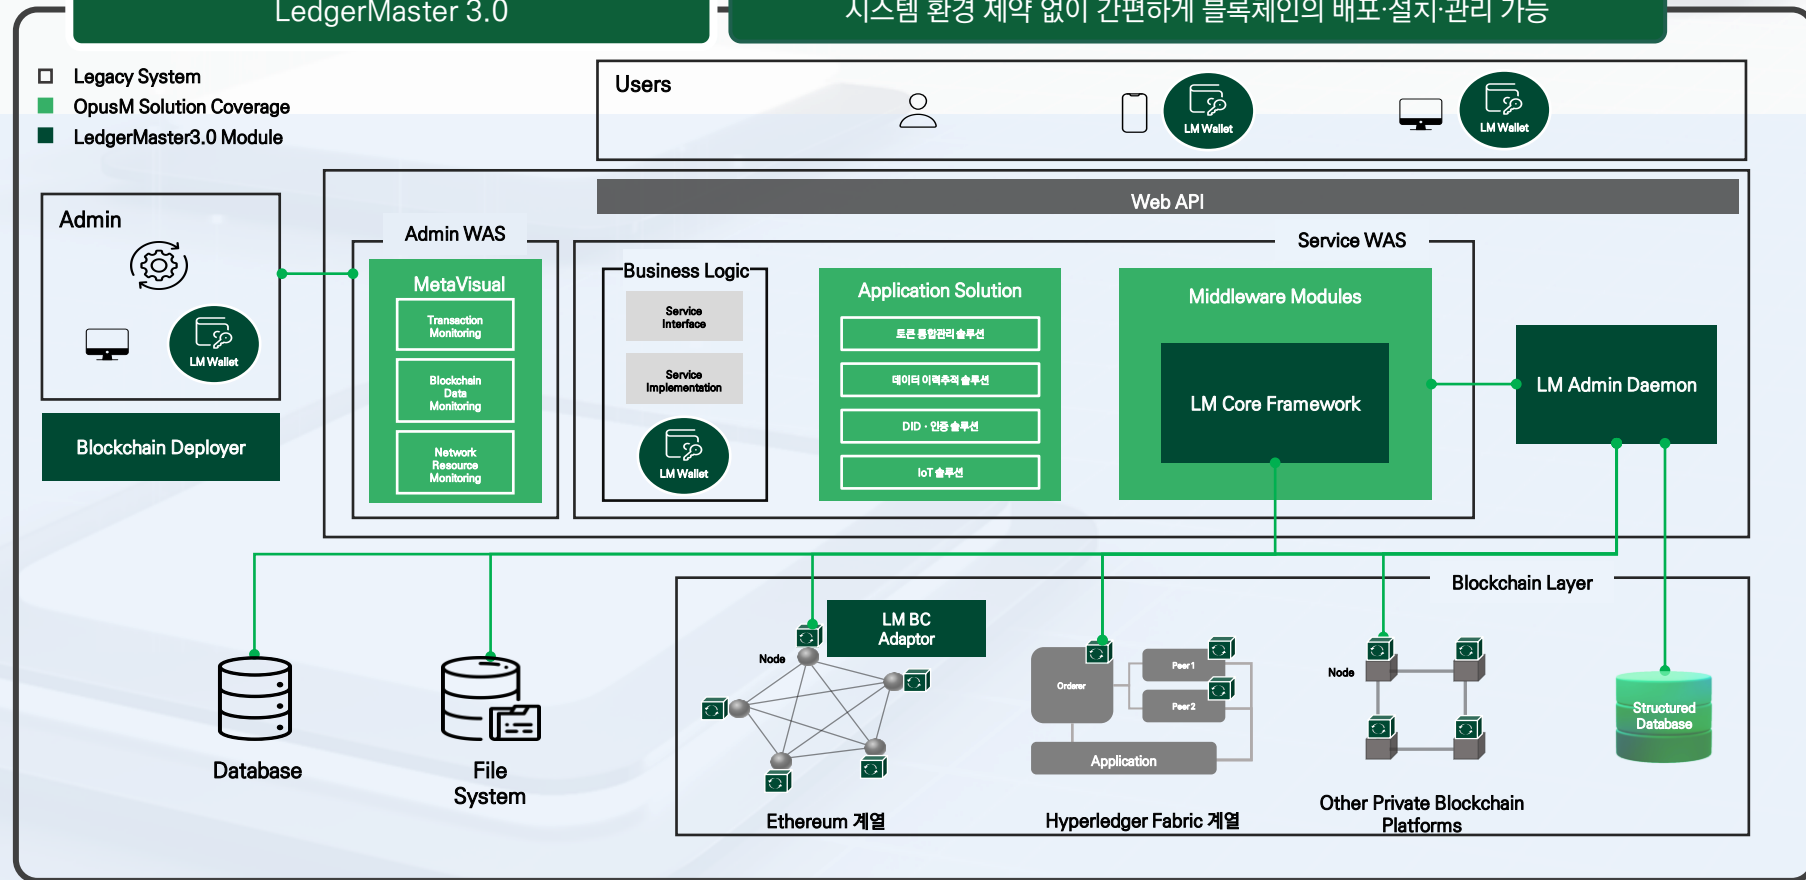 LedgerMaster 3.0
시스템 환경 제약 없이 간편하게 블록체인의 배포·설치·관리 가능
Legacy System
OpusM Solution Coverage
LedgerMaster3.0 Module
Users
LM Wallet
LM Wallet
Web API
Admin
LM Wallet
Blockchain Deployer
Admin WAS
MetaVisual
Transaction
Monitoring
Blockchain
Data
Monitoring
Network
Resource
Monitoring
Service WAS
Business Logic
Service
Interface
Service
Implementation
LM Wallet
Application Solution
토큰 통합관리 솔루션
데이터 이력추적 솔루션
DID · 인증 솔루션
IoT 솔루션
Middleware Modules
LM Core Framework
LM Admin Daemon
Blockchain Layer
Database
File
System
LM BC
Adaptor
Node
Ethereum 계열
Orderer
Peer 1
Peer 2
Application
Hyperledger Fabric 계열
Node
Other Private Blockchain
Platforms
Structured
Database